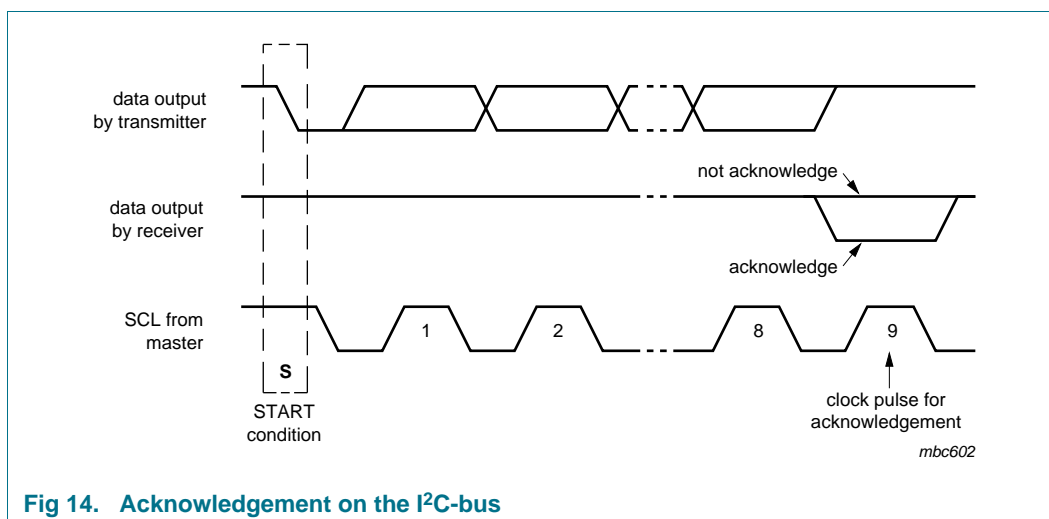 data output
by transmitter
not acknowledge
data output
by receiver
acknowledge
SCL from
master
1
2
8
9
S
START
condition
clock pulse for
acknowledgement
mbc602
Fig 14. Acknowledgement on the I²C-bus